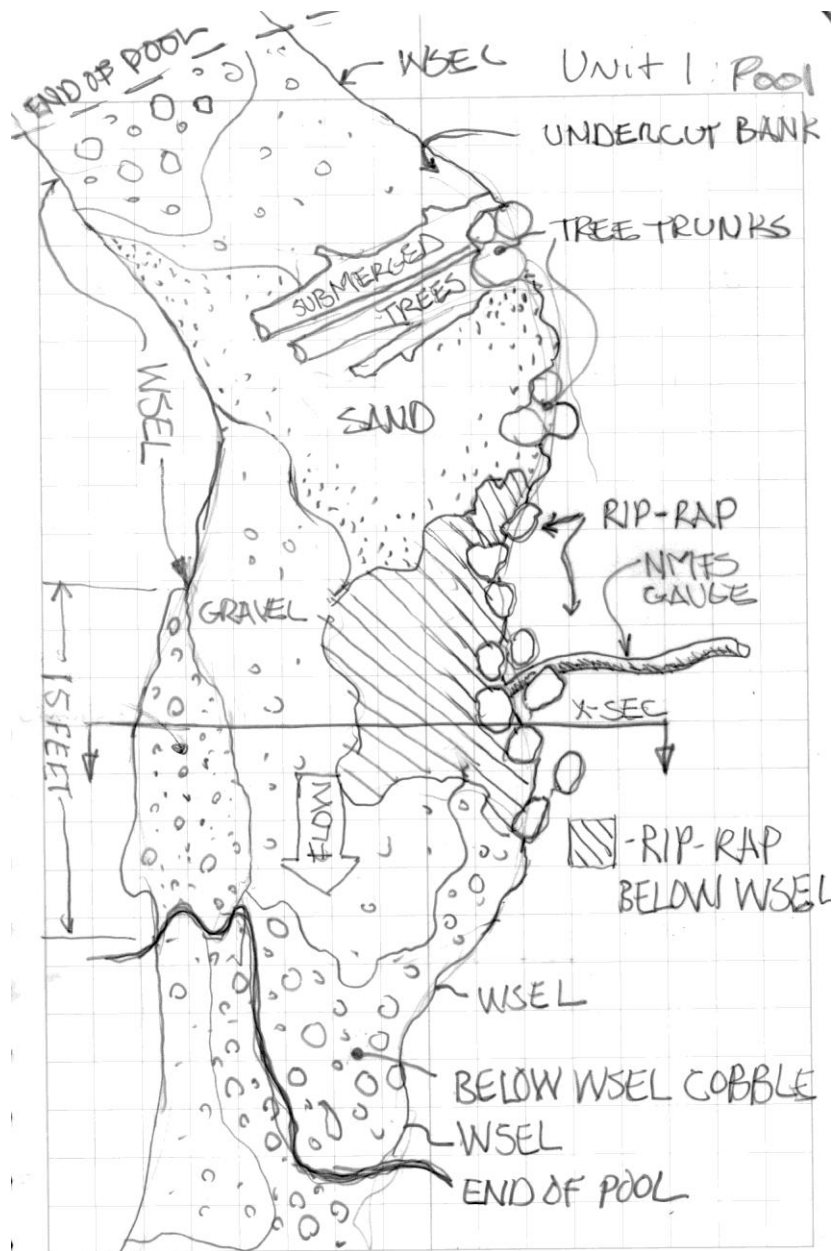 END OF POOL
WSEL
Unit 1: Pool
UNDERCUT BANK
TREE TRUNKS
SUBMERGED
TREES
WSEL
SAND
RIP-RAP
NMFS
GAUGE
GRAVEL
X-SEC
15 FEET
FLOW
-RIP-RAP
BELOW WSEL
WSEL
BELOW WSEL COBBLE
WSEL
END OF POOL